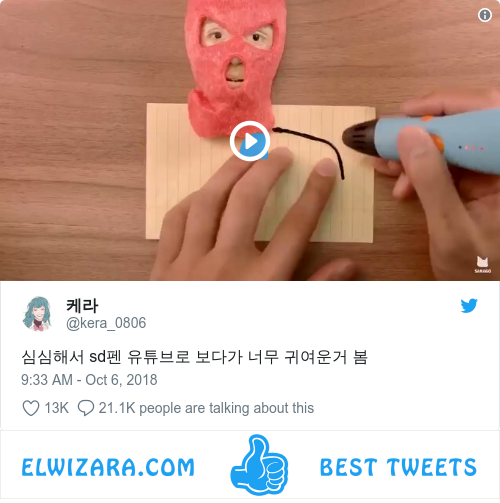 SAMAGO
케라
@kera_0806
심심해서 sd펜 유튜브로 보다가 너무 귀여운거 봄
9:33 AM - Oct 6, 2018
13K 21.1K people are talking about this
ELWIZARA.COM BEST TWEETS